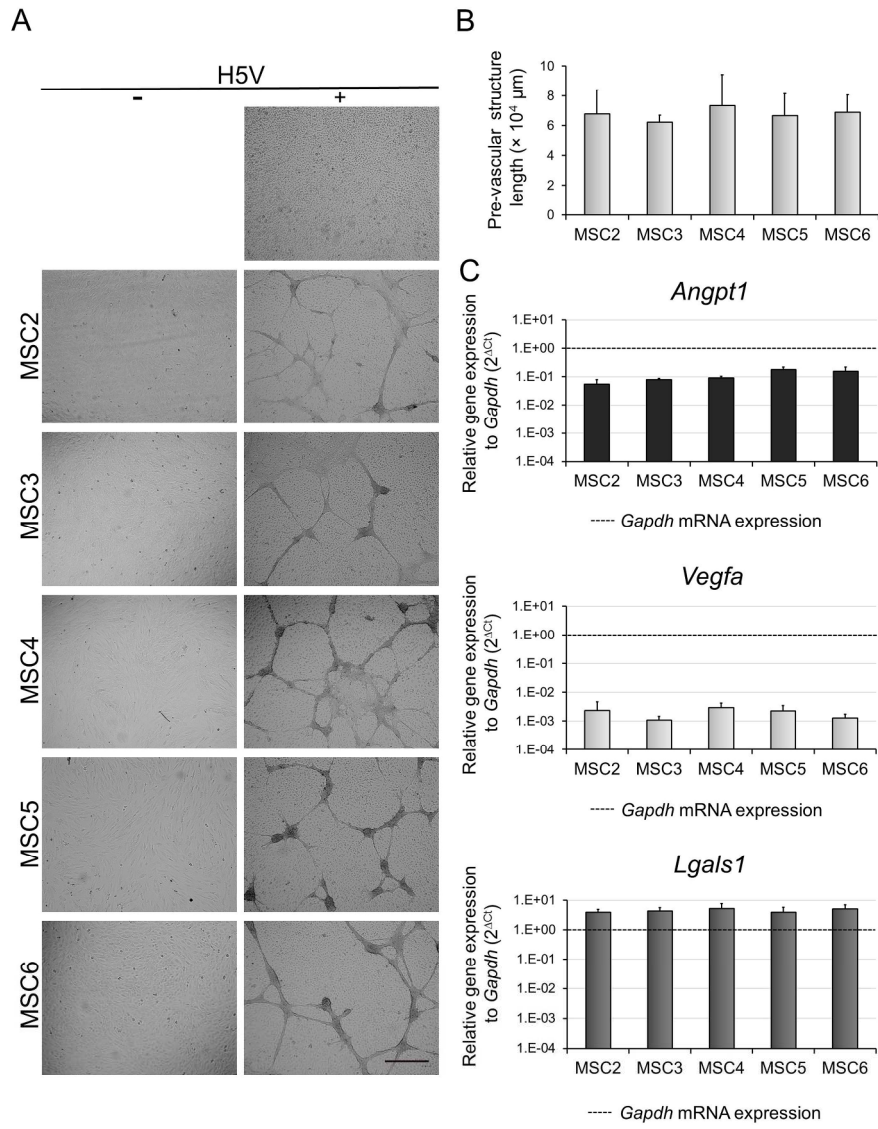 A
H5V
-
+
MSC2
MSC3
MSC4
MSC5
MSC6
B
Pre-vascular structure
length (× 10⁴ µm)
10
8
6
4
2
0
MSC2 MSC3 MSC4 MSC5 MSC6
C
Angpt1
Relative gene expression
to Gapdh (2^ΔCt)
1.E+01
1.E+00
1.E-01
1.E-02
1.E-03
1.E-04
MSC2 MSC3 MSC4 MSC5 MSC6
Gapdh mRNA expression
Vegfa
Relative gene expression
to Gapdh (2^ΔCt)
1.E+01
1.E+00
1.E-01
1.E-02
1.E-03
1.E-04
MSC2 MSC3 MSC4 MSC5 MSC6
Gapdh mRNA expression
Lgals1
Relative gene expression
to Gapdh (2^ΔCt)
1.E+01
1.E+00
1.E-01
1.E-02
1.E-03
1.E-04
MSC2 MSC3 MSC4 MSC5 MSC6
Gapdh mRNA expression